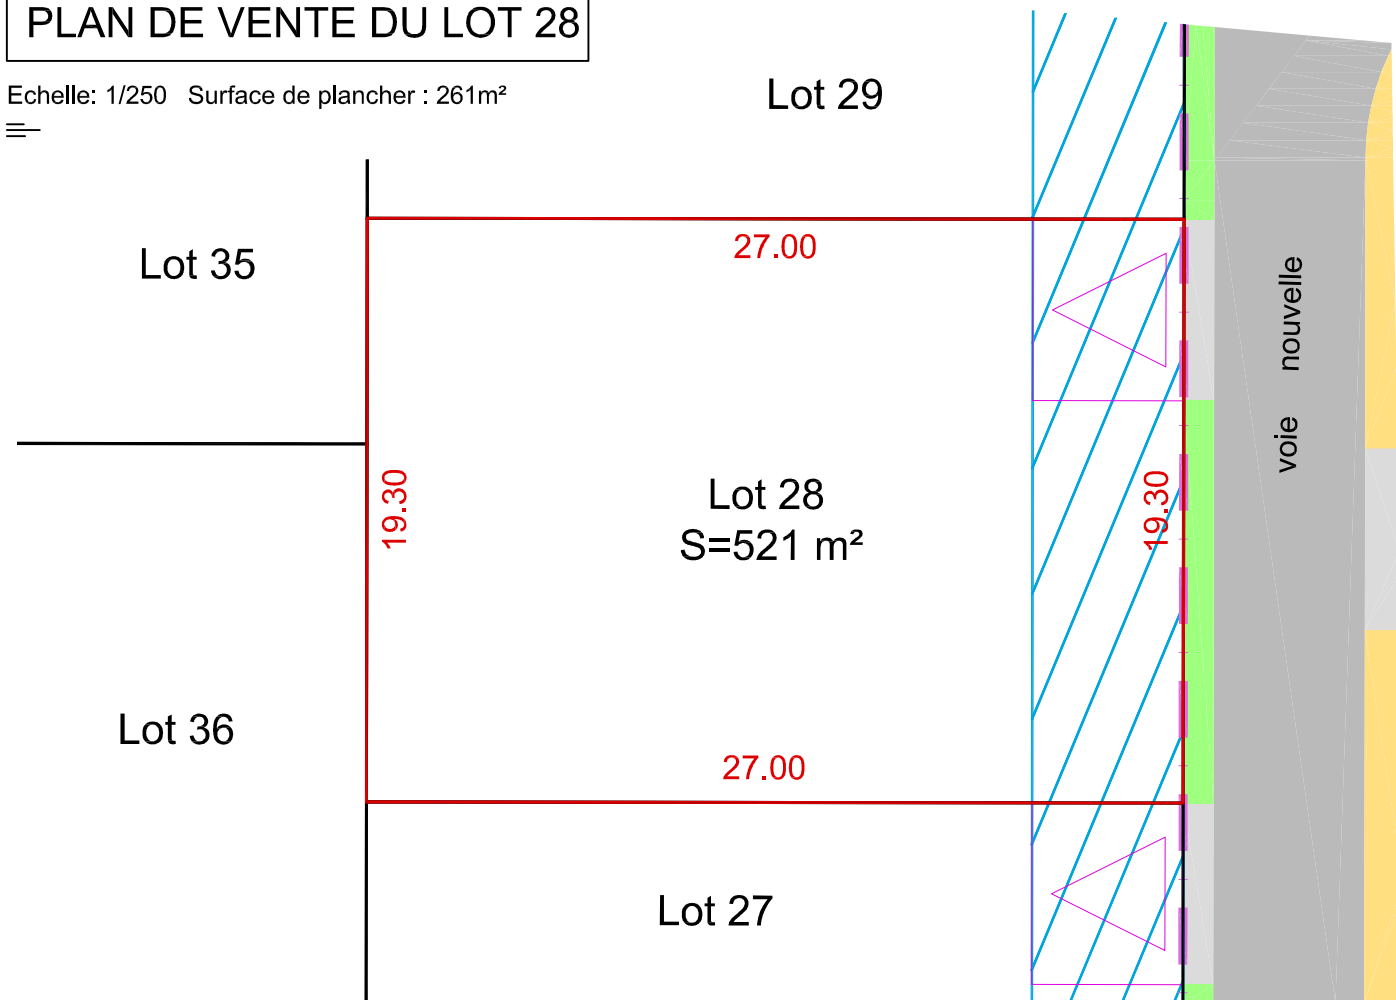 PLAN DE VENTE DU LOT 28
Echelle: 1/250 Surface de plancher : 261m²
Lot 29
Lot 35
27.00
voie nouvelle
19.30
Lot 28
S=521 m²
19.30
Lot 36
27.00
Lot 27